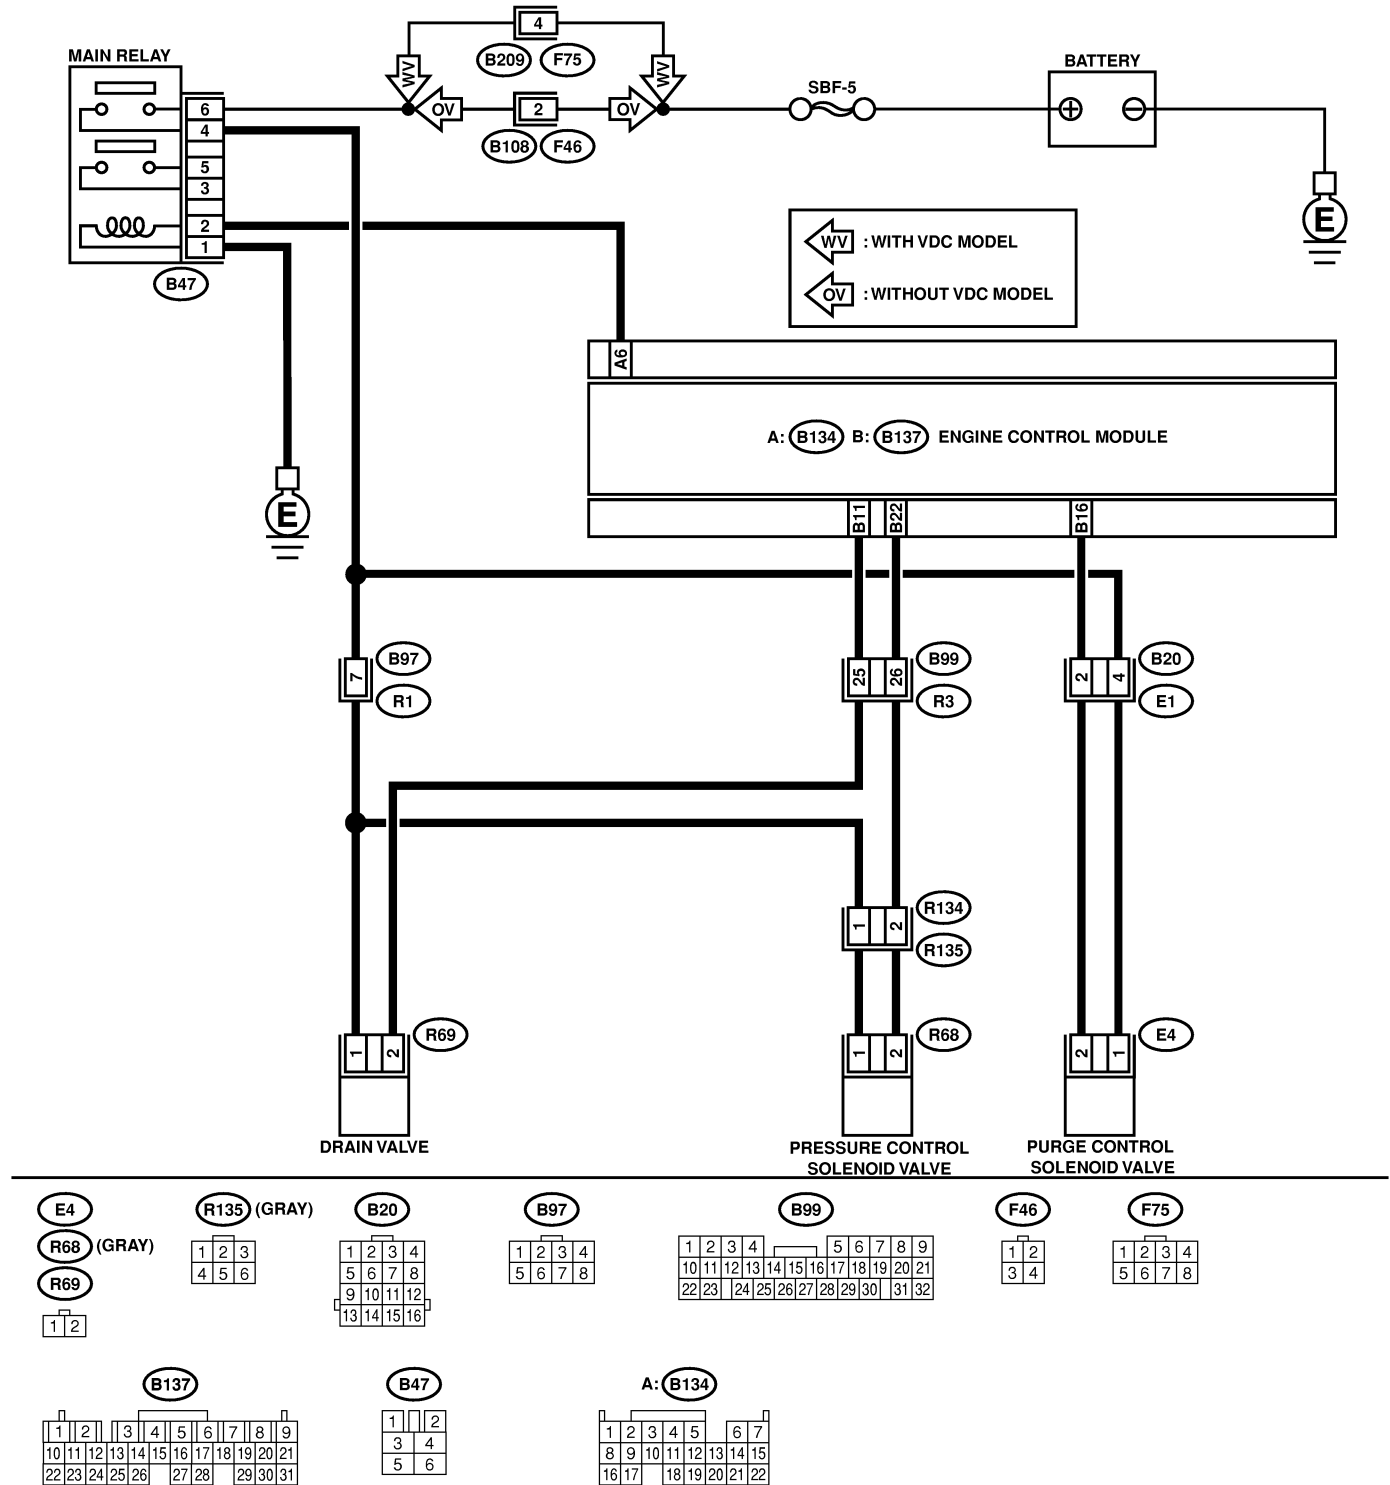 4
B209 F75
MAIN RELAY
WV WV
BATTERY
SBF-5
6 OV 2 OV + −
4
B108 F46
5
3
E
2
1
B47
WV : WITH VDC MODEL
OV : WITHOUT VDC MODEL
A6
A: B134 B: B137 ENGINE CONTROL MODULE
E
B11 B22 B16
B97 B99 B20
7 25 26 2 4
R1 R3 E1
R134
1 2
R135
R69 R68 E4
1 2 1 2 2 1
DRAIN VALVE
PRESSURE CONTROL
SOLENOID VALVE
PURGE CONTROL
SOLENOID VALVE
E4
R68 (GRAY)
R69
1 2
R135 (GRAY)
1 2 3
4 5 6
B20
1 2 3 4
5 6 7 8
9 10 11 12
13 14 15 16
B97
1 2 3 4
5 6 7 8
B99
1 2 3 4 5 6 7 8 9
10 11 12 13 14 15 16 17 18 19 20 21
22 23 24 25 26 27 28 29 30 31 32
F46
1 2
3 4
F75
1 2 3 4
5 6 7 8
B137
1 2 3 4 5 6 7 8 9
10 11 12 13 14 15 16 17 18 19 20 21
22 23 24 25 26 27 28 29 30 31
B47
1 2
3 4
5 6
A: B134
1 2 3 4 5 6 7
8 9 10 11 12 13 14 15
16 17 18 19 20 21 22